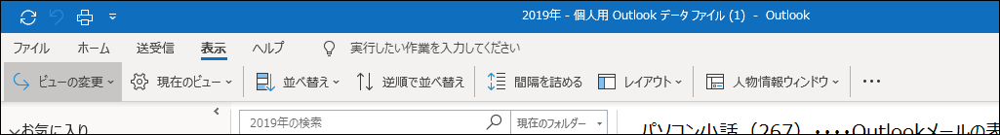 2019年 - 個人用 Outlook データ ファイル (1) - Outlook
ファイル ホーム 送受信 表示 ヘルプ 実行したい作業を入力してください
ビューの変更 現在のビュー 並べ替え 逆順で並べ替え 間隔を詰める レイアウト 人物情報ウィンドウ ...
お気に入り 2019年の検索 現在のフォルダー パソコン小話（267）・・・・Outlookメールの表